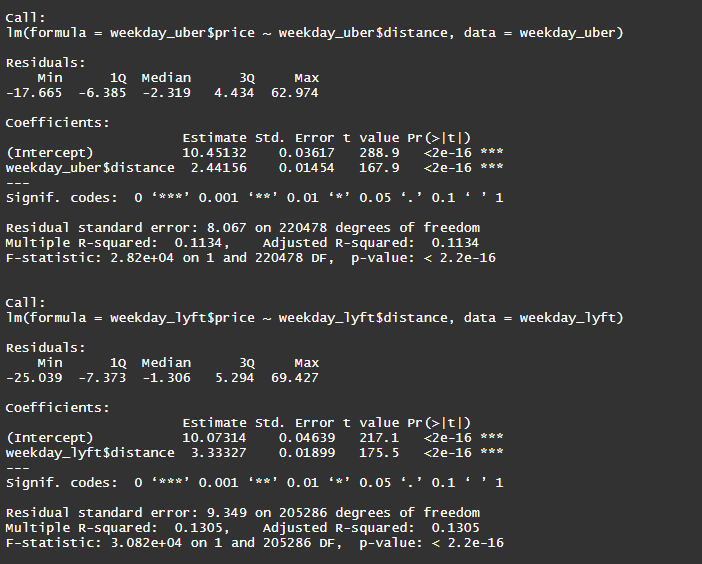 Call:
lm(formula = weekday_uber$price ~ weekday_uber$distance, data = weekday_uber)
Residuals:
Min 1Q Median 3Q Max
-17.665 -6.385 -2.319 4.434 62.974
Coefficients:
Estimate Std. Error t value Pr(>|t|)
(Intercept) 10.45132 0.03617 288.9 <2e-16 ***
weekday_uber$distance 2.44156 0.01454 167.9 <2e-16 ***
---
Signif. codes: 0 ‘***’ 0.001 ‘**’ 0.01 ‘*’ 0.05 ‘.’ 0.1 ‘ ’ 1
Residual standard error: 8.067 on 220478 degrees of freedom
Multiple R-squared: 0.1134, Adjusted R-squared: 0.1134
F-statistic: 2.82e+04 on 1 and 220478 DF, p-value: < 2.2e-16
Call:
lm(formula = weekday_lyft$price ~ weekday_lyft$distance, data = weekday_lyft)
Residuals:
Min 1Q Median 3Q Max
-25.039 -7.373 -1.306 5.294 69.427
Coefficients:
Estimate Std. Error t value Pr(>|t|)
(Intercept) 10.07314 0.04639 217.1 <2e-16 ***
weekday_lyft$distance 3.33327 0.01899 175.5 <2e-16 ***
---
Signif. codes: 0 ‘***’ 0.001 ‘**’ 0.01 ‘*’ 0.05 ‘.’ 0.1 ‘ ’ 1
Residual standard error: 9.349 on 205286 degrees of freedom
Multiple R-squared: 0.1305, Adjusted R-squared: 0.1305
F-statistic: 3.082e+04 on 1 and 205286 DF, p-value: < 2.2e-16